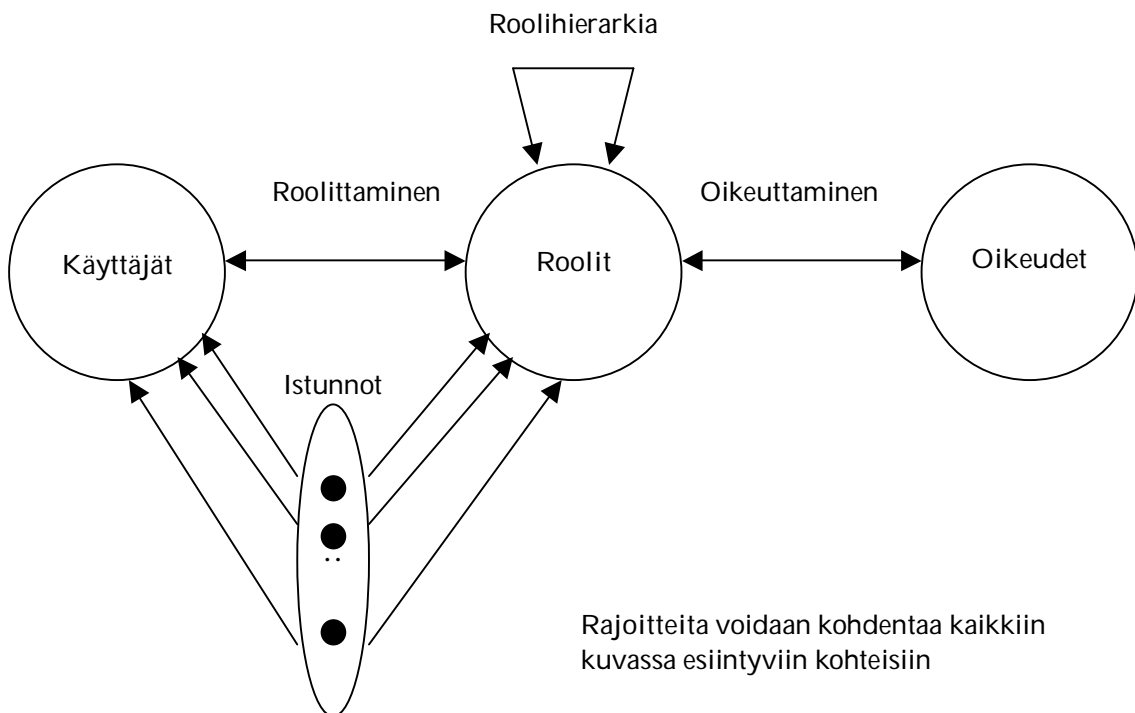 Roolihierarkia
Roolittaminen
Oikeuttaminen
Käyttäjät
Roolit
Oikeudet
Istunnot
Rajoitteita voidaan kohdentaa kaikkiin
kuvassa esiintyviin kohteisiin